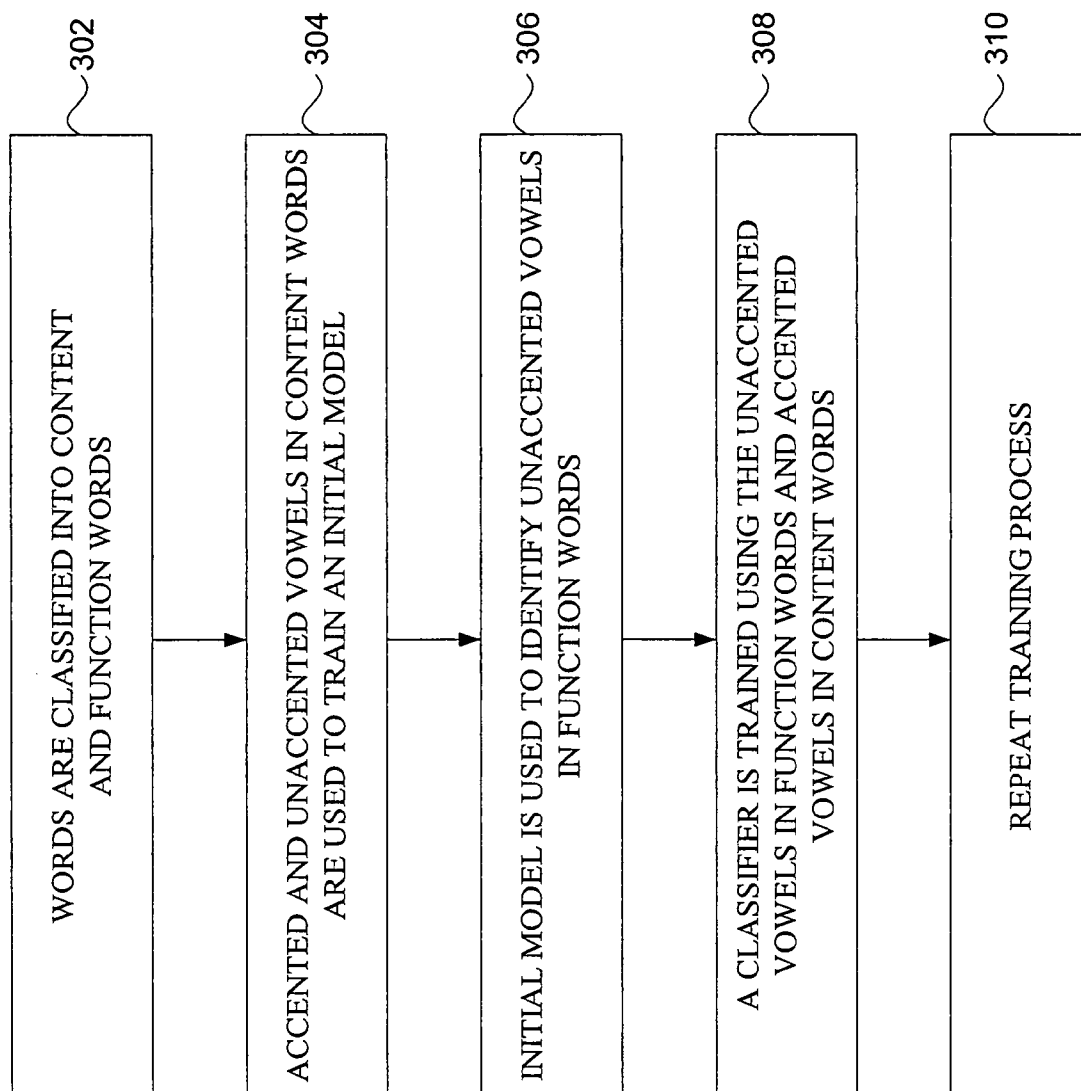 WORDS ARE CLASSIFIED INTO CONTENT
AND FUNCTION WORDS
302
ACCENTED AND UNACCENTED VOWELS IN CONTENT WORDS
ARE USED TO TRAIN AN INITIAL MODEL
304
INITIAL MODEL IS USED TO IDENTIFY UNACCENTED VOWELS
IN FUNCTION WORDS
306
A CLASSIFIER IS TRAINED USING THE UNACCENTED
VOWELS IN FUNCTION WORDS AND ACCENTED
VOWELS IN CONTENT WORDS
308
REPEAT TRAINING PROCESS
310